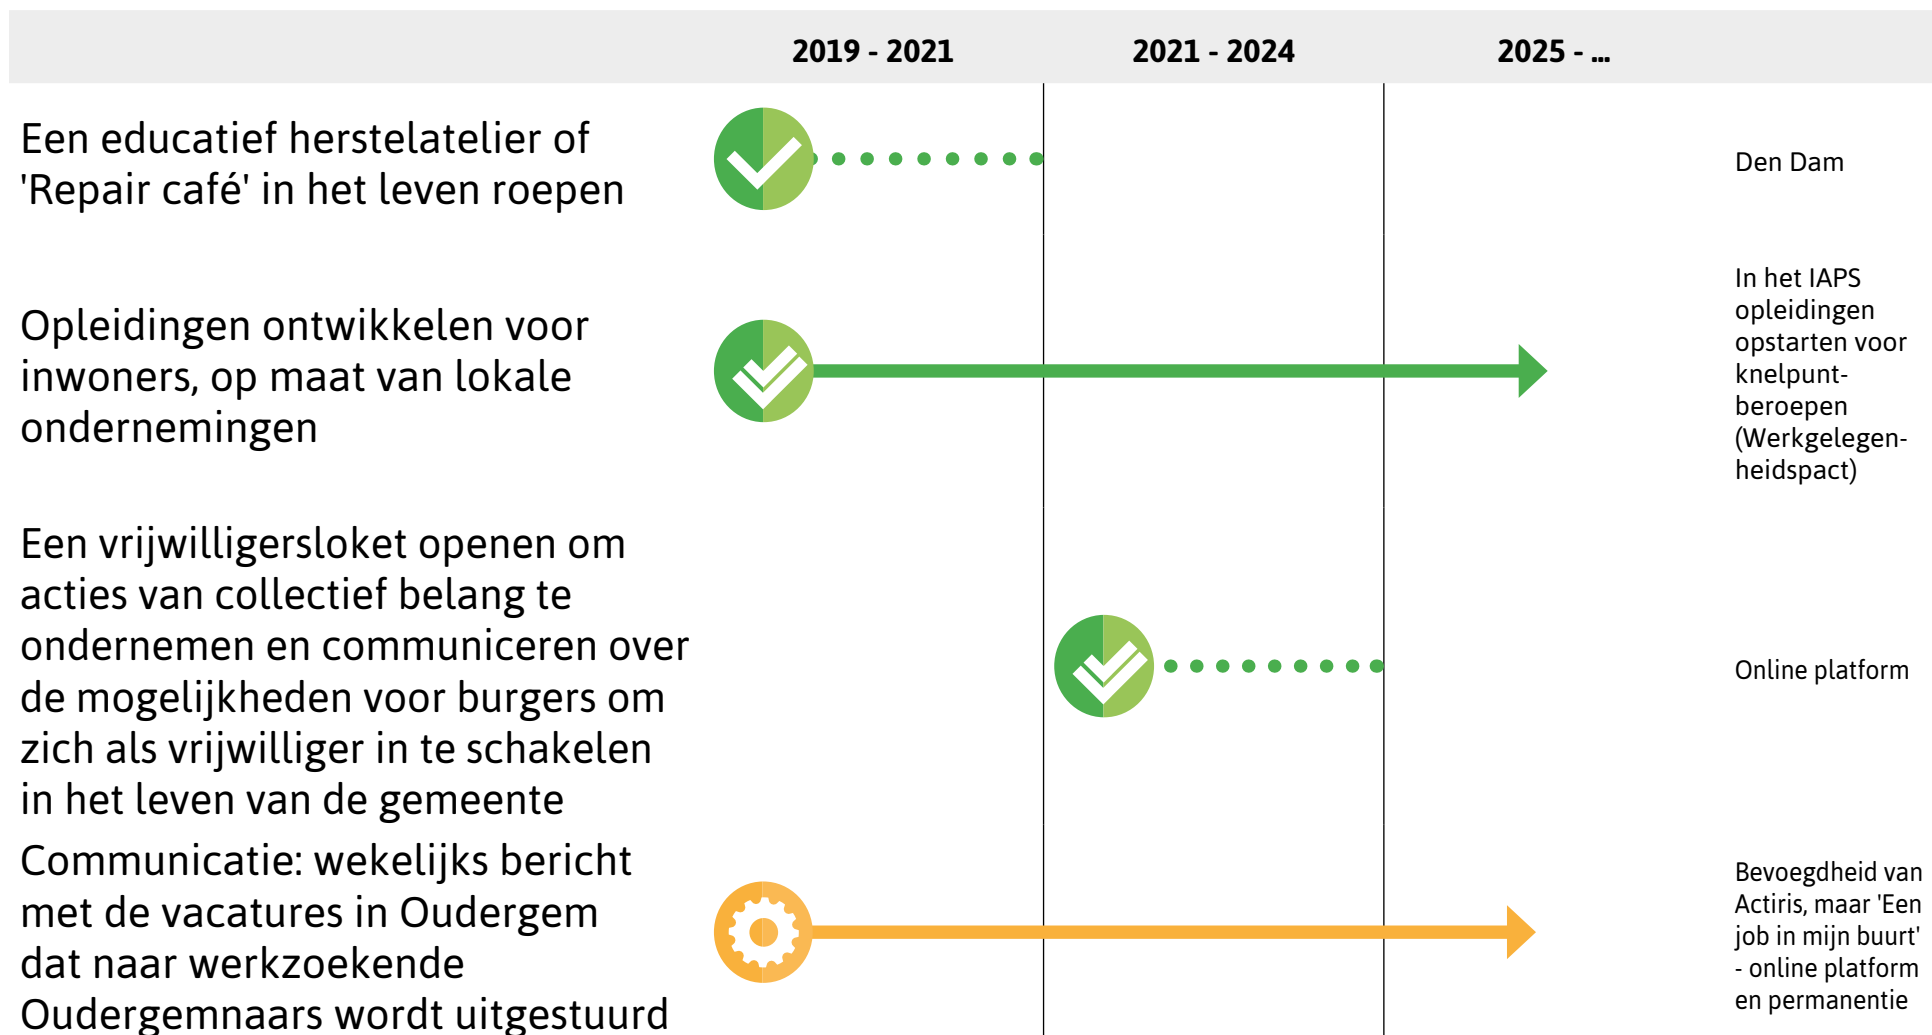 2019 - 2021
2021 - 2024
2025 - ...
Een educatief herstelatelier of
'Repair café' in het leven roepen
Den Dam
Opleidingen ontwikkelen voor
inwoners, op maat van lokale
ondernemingen
In het IAPS
opleidingen
opstarten voor
knelpunt-
beroepen
(Werkgelegen-
heidspact)
Een vrijwilligersloket openen om
acties van collectief belang te
ondernemen en communiceren over
de mogelijkheden voor burgers om
zich als vrijwilliger in te schakelen
in het leven van de gemeente
Online platform
Communicatie: wekelijks bericht
met de vacatures in Oudergem
dat naar werkzoekende
Oudergemnaars wordt uitgestuurd
Bevoegdheid van
Actiris, maar 'Een
job in mijn buurt'
- online platform
en permanentie